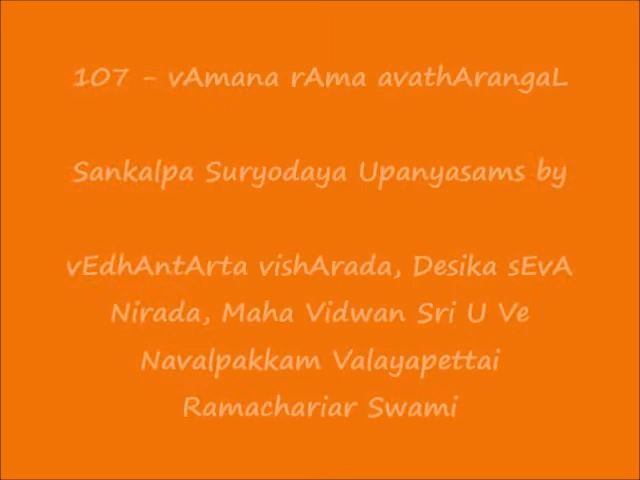 107 - vAmana rAma avathArangaL
Sankalpa Suryodaya Upanyasams by
vEdhAntArta vishArada, Desika sEvA
Nirada, Maha Vidwan Sri U Ve
Navalpakkam Valayapettai
Ramachariar Swami